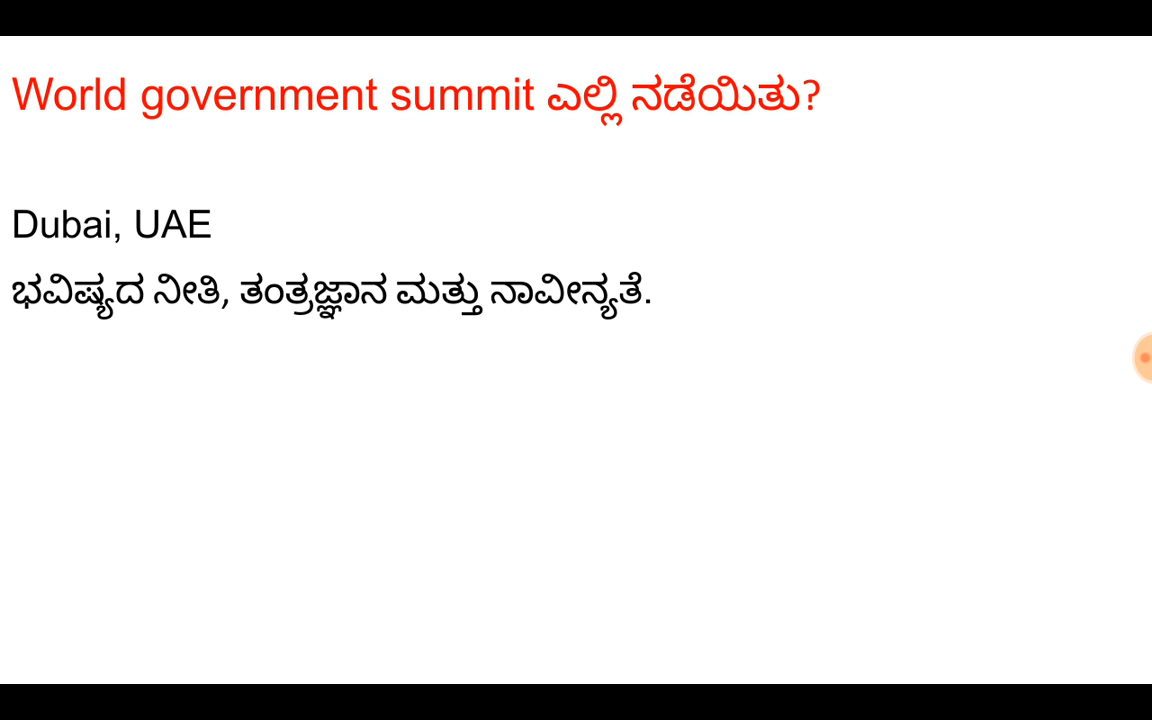 World government summit ಎಲ್ಲಿ ನಡೆಯಿತು?
Dubai, UAE
ಭವಿಷ್ಯದ ನೀತಿ, ತಂತ್ರಜ್ಞಾನ ಮತ್ತು ನಾವೀನ್ಯತೆ.